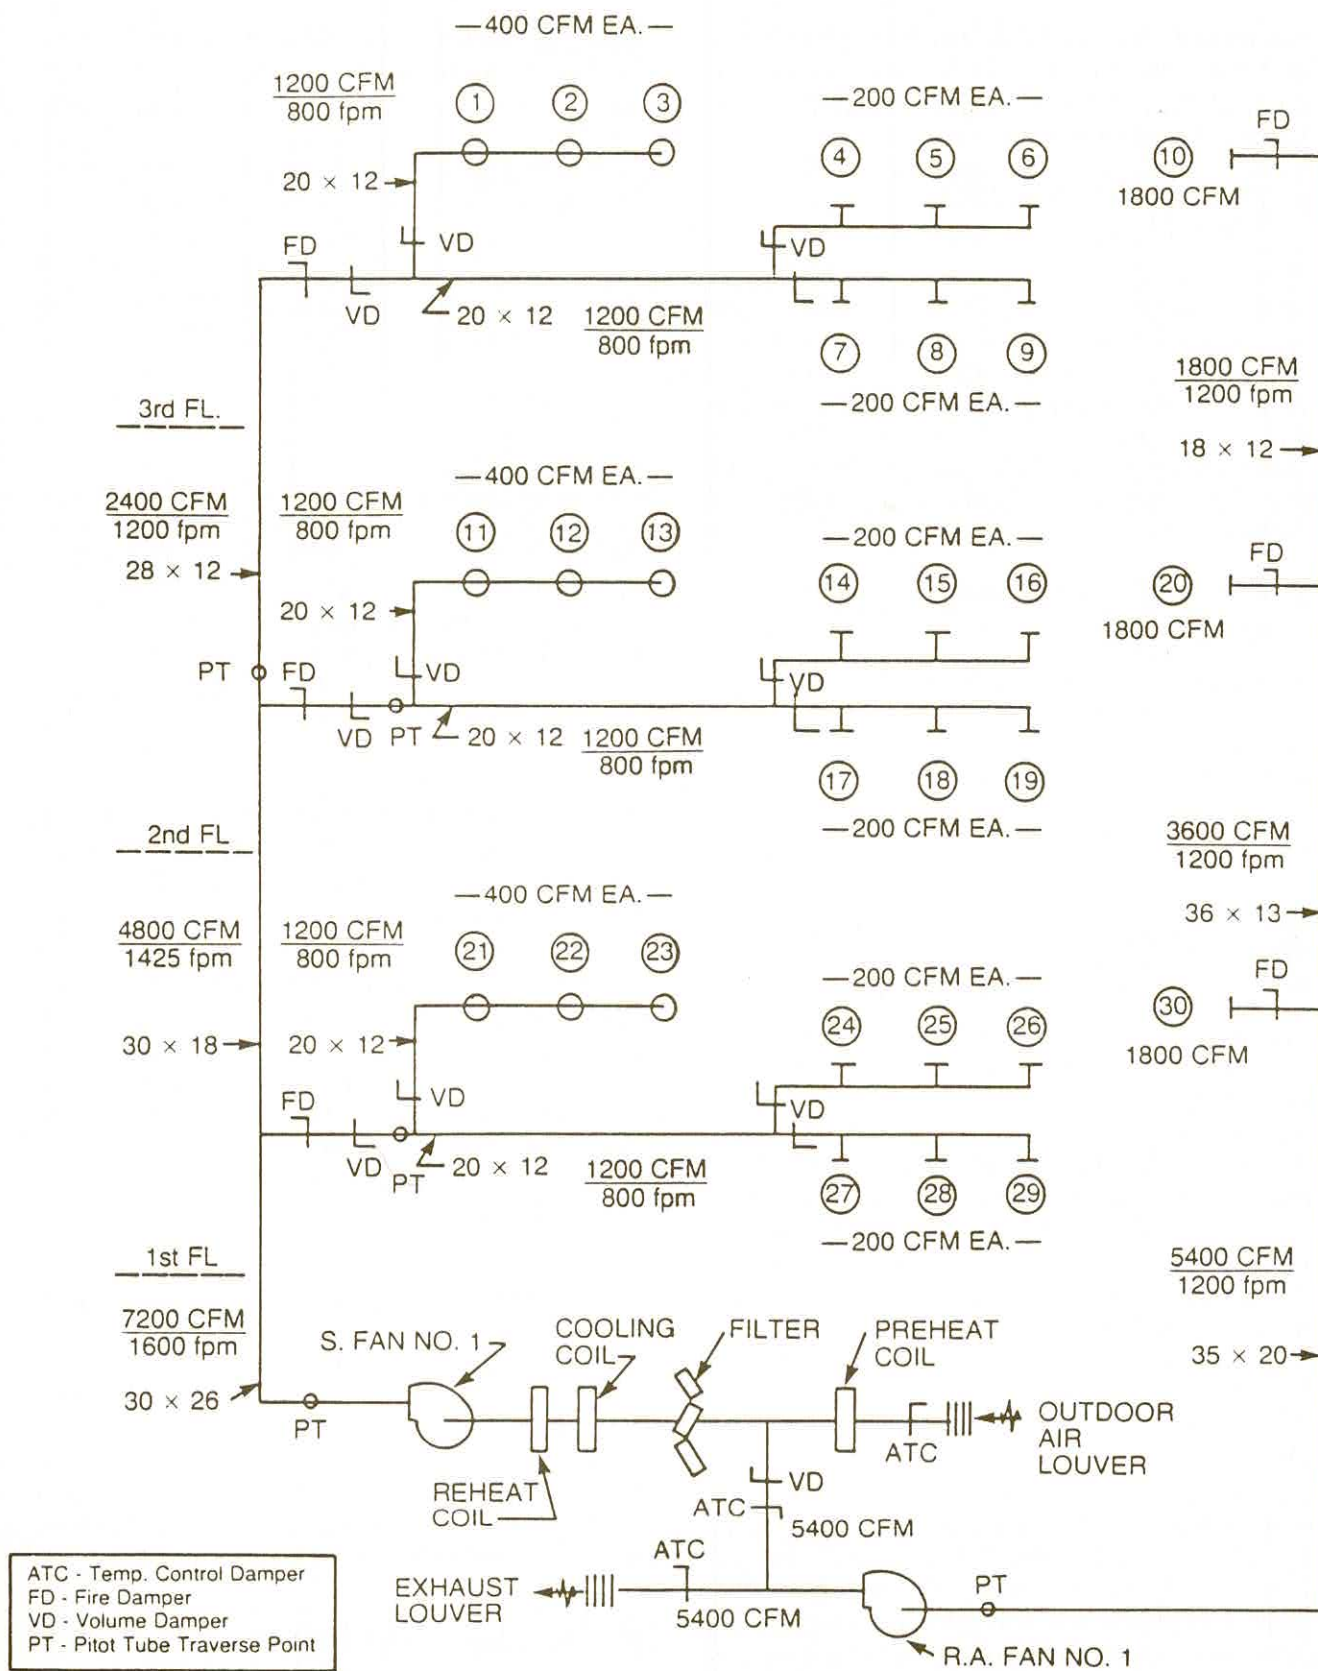 —400 CFM EA.—
1200 CFM
800 fpm
1 2 3
—200 CFM EA.—
FD
4 5 6 10
20 × 12
1800 CFM
FD VD VD
VD 20 × 12 1200 CFM
800 fpm
7 8 9
1800 CFM
1200 fpm
—200 CFM EA.—
3rd FL.
18 × 12
—400 CFM EA.—
2400 CFM
1200 fpm
1200 CFM
800 fpm
11 12 13
—200 CFM EA.—
FD
28 × 12
14 15 16 20
20 × 12
1800 CFM
PT FD VD VD
VD PT 20 × 12 1200 CFM
800 fpm
17 18 19
2nd FL
—200 CFM EA.—
3600 CFM
1200 fpm
—400 CFM EA.—
36 × 13
4800 CFM
1425 fpm
1200 CFM
800 fpm
21 22 23
—200 CFM EA.—
FD
24 25 26 30
30 × 18 20 × 12
1800 CFM
FD VD VD
VD PT 20 × 12 1200 CFM
800 fpm
27 28 29
—200 CFM EA.—
1st FL
5400 CFM
1200 fpm
7200 CFM
1600 fpm
S. FAN NO. 1
COOLING
COIL
FILTER
PREHEAT
COIL
35 × 20
30 × 26
PT
ATC
OUTDOOR
AIR
LOUVER
REHEAT
COIL
VD
ATC
5400 CFM
ATC
EXHAUST
LOUVER
5400 CFM
PT
R.A. FAN NO. 1
ATC - Temp. Control Damper
FD - Fire Damper
VD - Volume Damper
PT - Pitot Tube Traverse Point